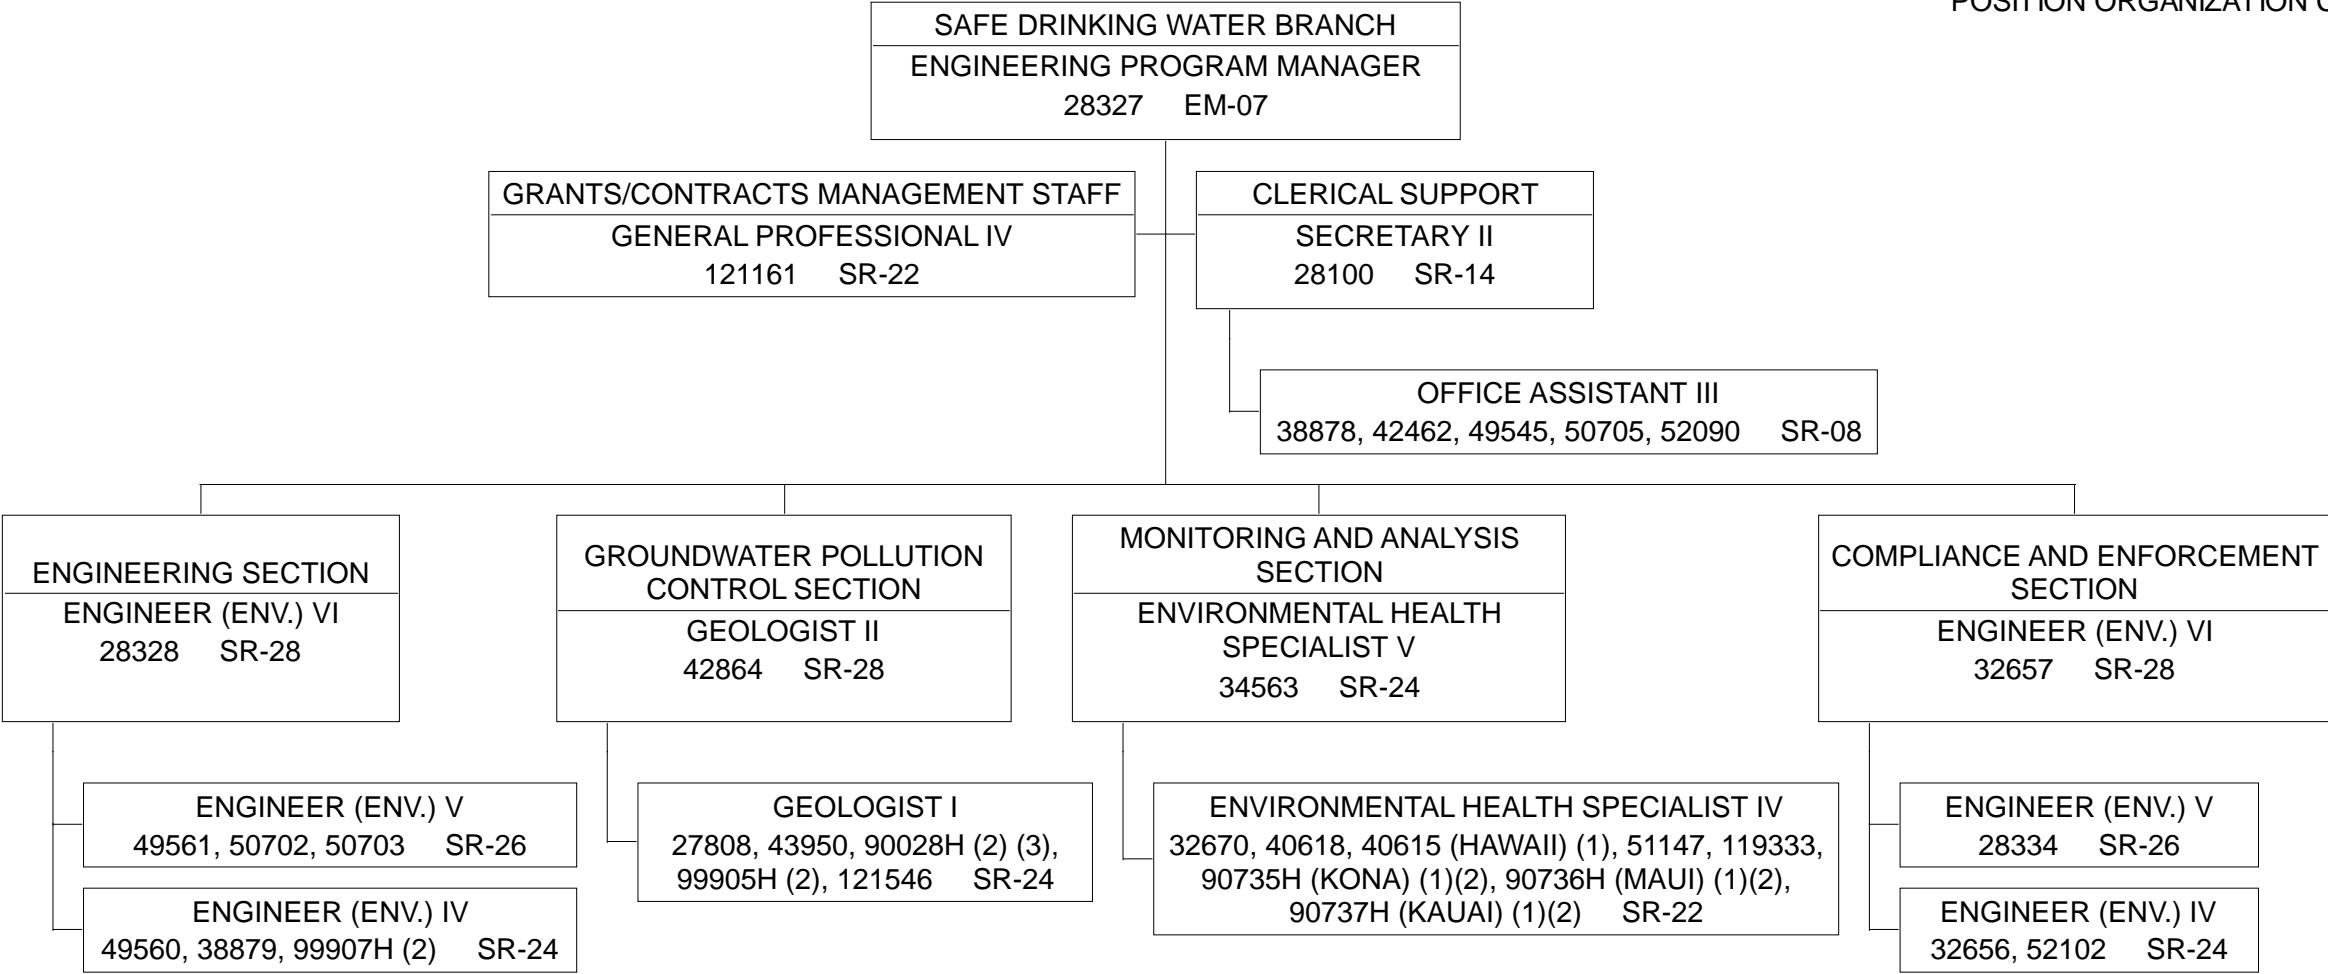 POSITION ORGANIZATION
SAFE DRINKING WATER BRANCH
ENGINEERING PROGRAM MANAGER
28327 EM-07
GRANTS/CONTRACTS MANAGEMENT STAFF
GENERAL PROFESSIONAL IV
121161 SR-22
CLERICAL SUPPORT
SECRETARY II
28100 SR-14
OFFICE ASSISTANT III
38878, 42462, 49545, 50705, 52090 SR-08
ENGINEERING SECTION
ENGINEER (ENV.) VI
28328 SR-28
GROUNDWATER POLLUTION
CONTROL SECTION
GEOLOGIST II
42864 SR-28
MONITORING AND ANALYSIS
SECTION
ENVIRONMENTAL HEALTH
SPECIALIST V
34563 SR-24
COMPLIANCE AND ENFORCEMENT
SECTION
ENGINEER (ENV.) VI
32657 SR-28
ENGINEER (ENV.) V
49561, 50702, 50703 SR-26
ENGINEER (ENV.) IV
49560, 38879, 99907H (2) SR-24
GEOLOGIST I
27808, 43950, 90028H (2) (3),
99905H (2), 121546 SR-24
ENVIRONMENTAL HEALTH SPECIALIST IV
32670, 40618, 40615 (HAWAII) (1), 51147, 119333,
90735H (KONA) (1)(2), 90736H (MAUI) (1)(2),
90737H (KAUAI) (1)(2) SR-22
ENGINEER (ENV.) V
28334 SR-26
ENGINEER (ENV.) IV
32656, 52102 SR-24